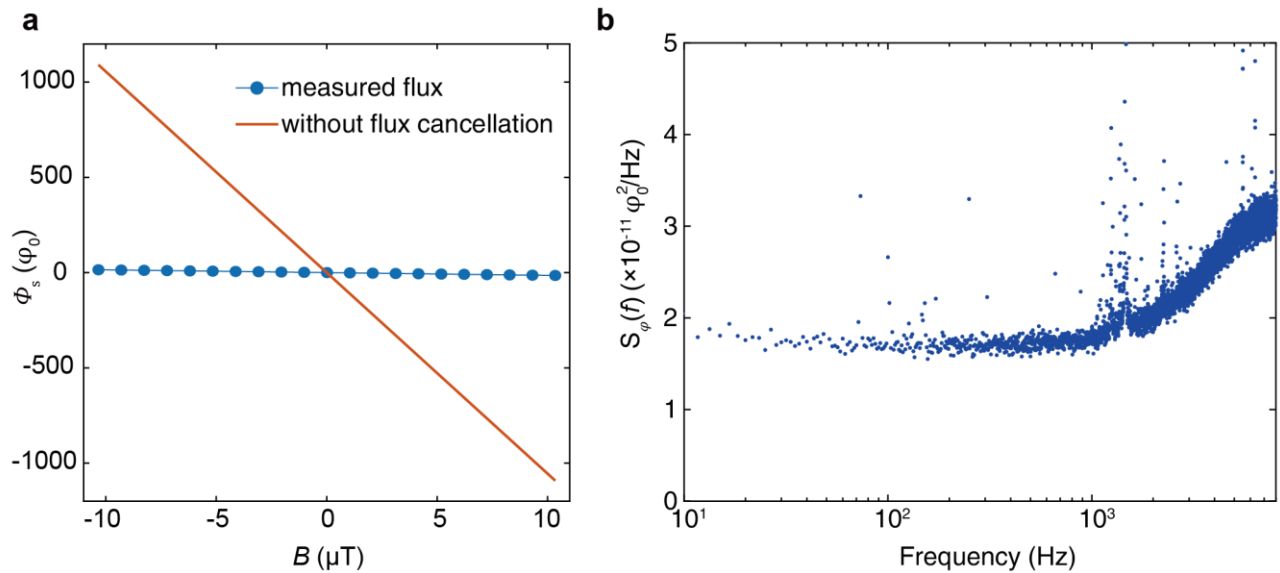 a
1000
500
0
-500
-1000
Φs (φ0)
measured flux
without flux cancellation
-10
-5
0
5
10
B (μT)
b
5
4
3
2
1
0
Sφ(f) (×10⁻¹¹ φ0²/Hz)
10¹
10²
10³
Frequency (Hz)